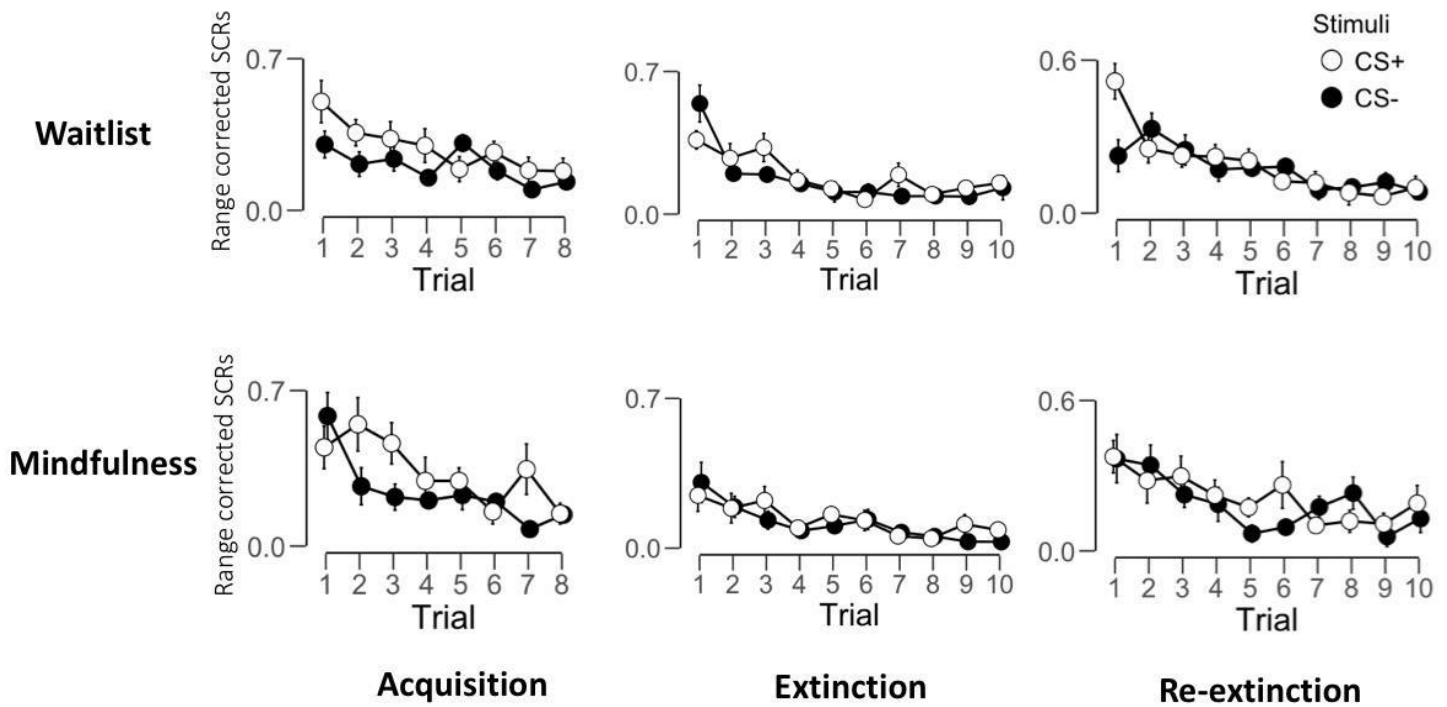 Stimuli
CS+
CS-
Waitlist
Range corrected SCRs
0.7
0.0
1 2 3 4 5 6 7 8
Trial
0.7
0.0
1 2 3 4 5 6 7 8 9 10
Trial
0.6
0.0
1 2 3 4 5 6 7 8 9 10
Trial
Mindfulness
Range corrected SCRs
0.7
0.0
1 2 3 4 5 6 7 8
Trial
0.7
0.0
1 2 3 4 5 6 7 8 9 10
Trial
0.6
0.0
1 2 3 4 5 6 7 8 9 10
Trial
Acquisition
Extinction
Re-extinction